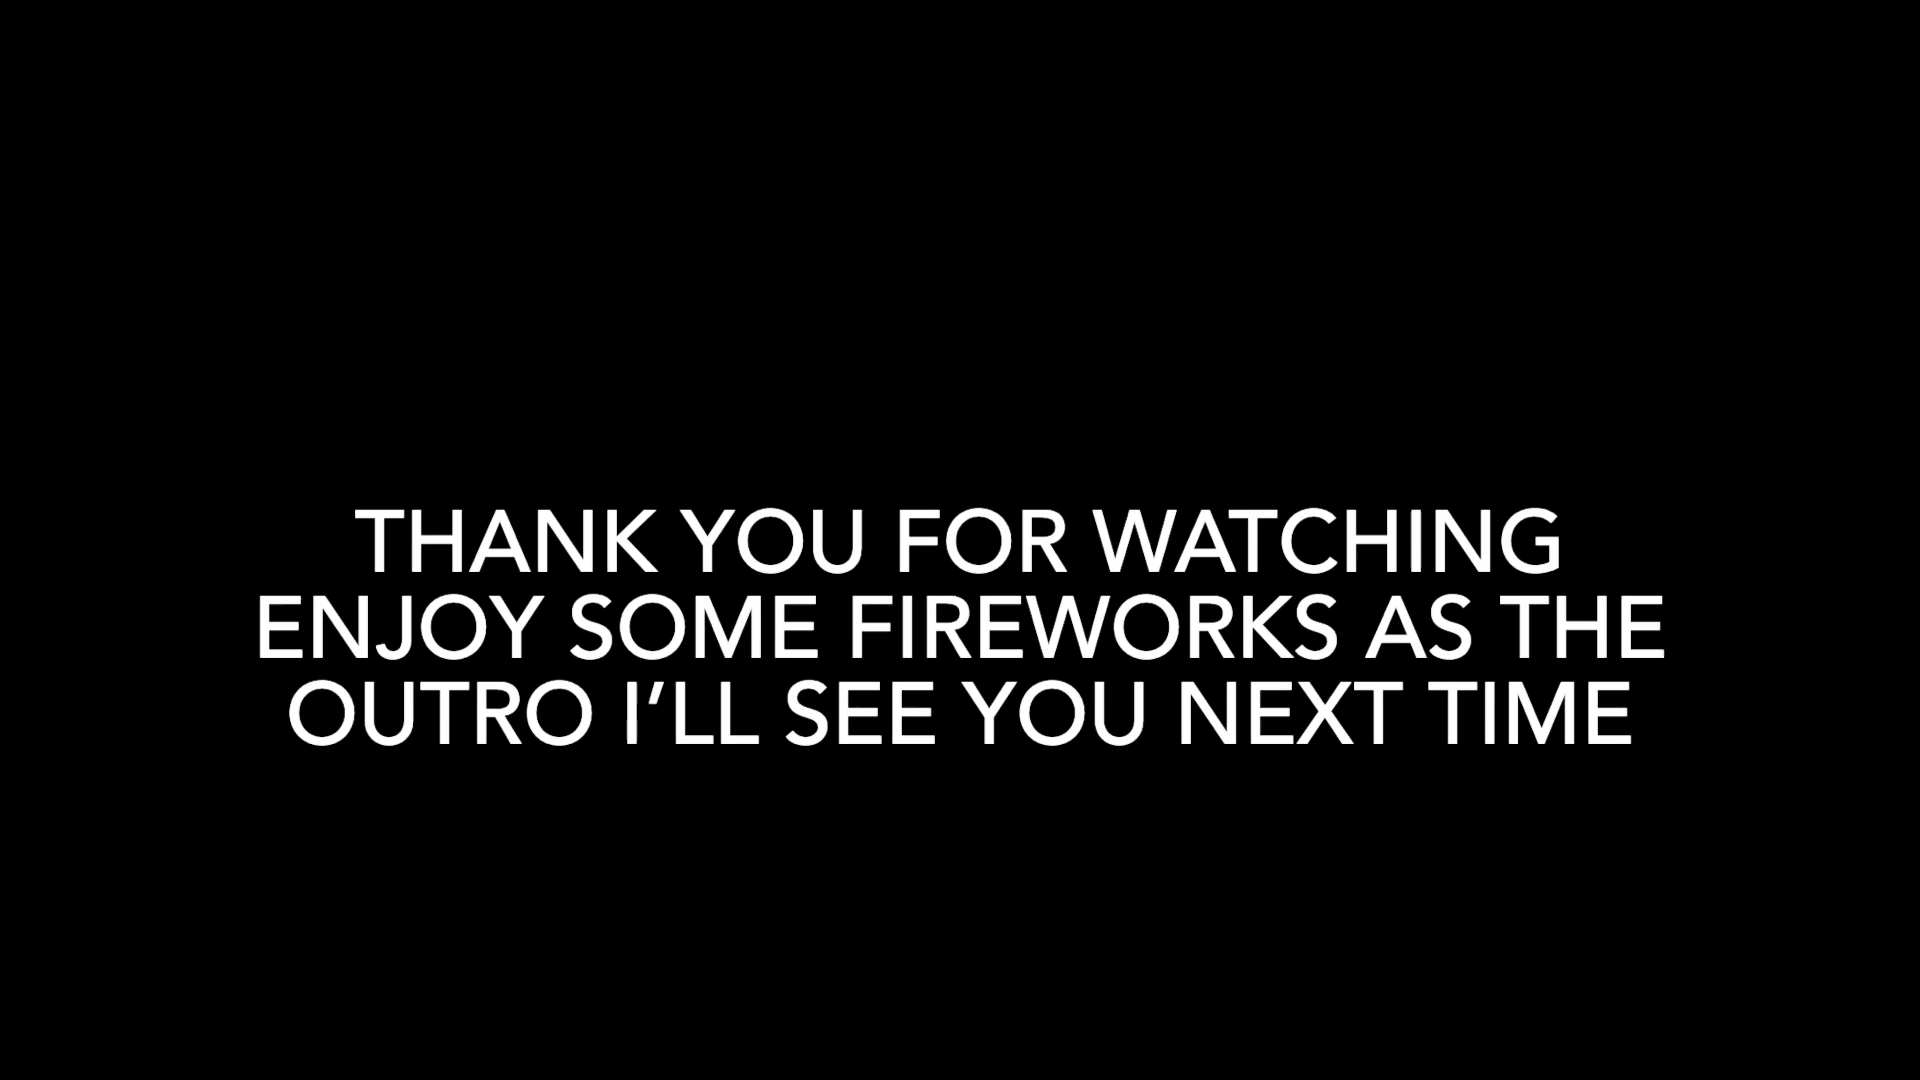 THANK YOU FOR WATCHING
ENJOY SOME FIREWORKS AS THE
OUTRO I’LL SEE YOU NEXT TIME